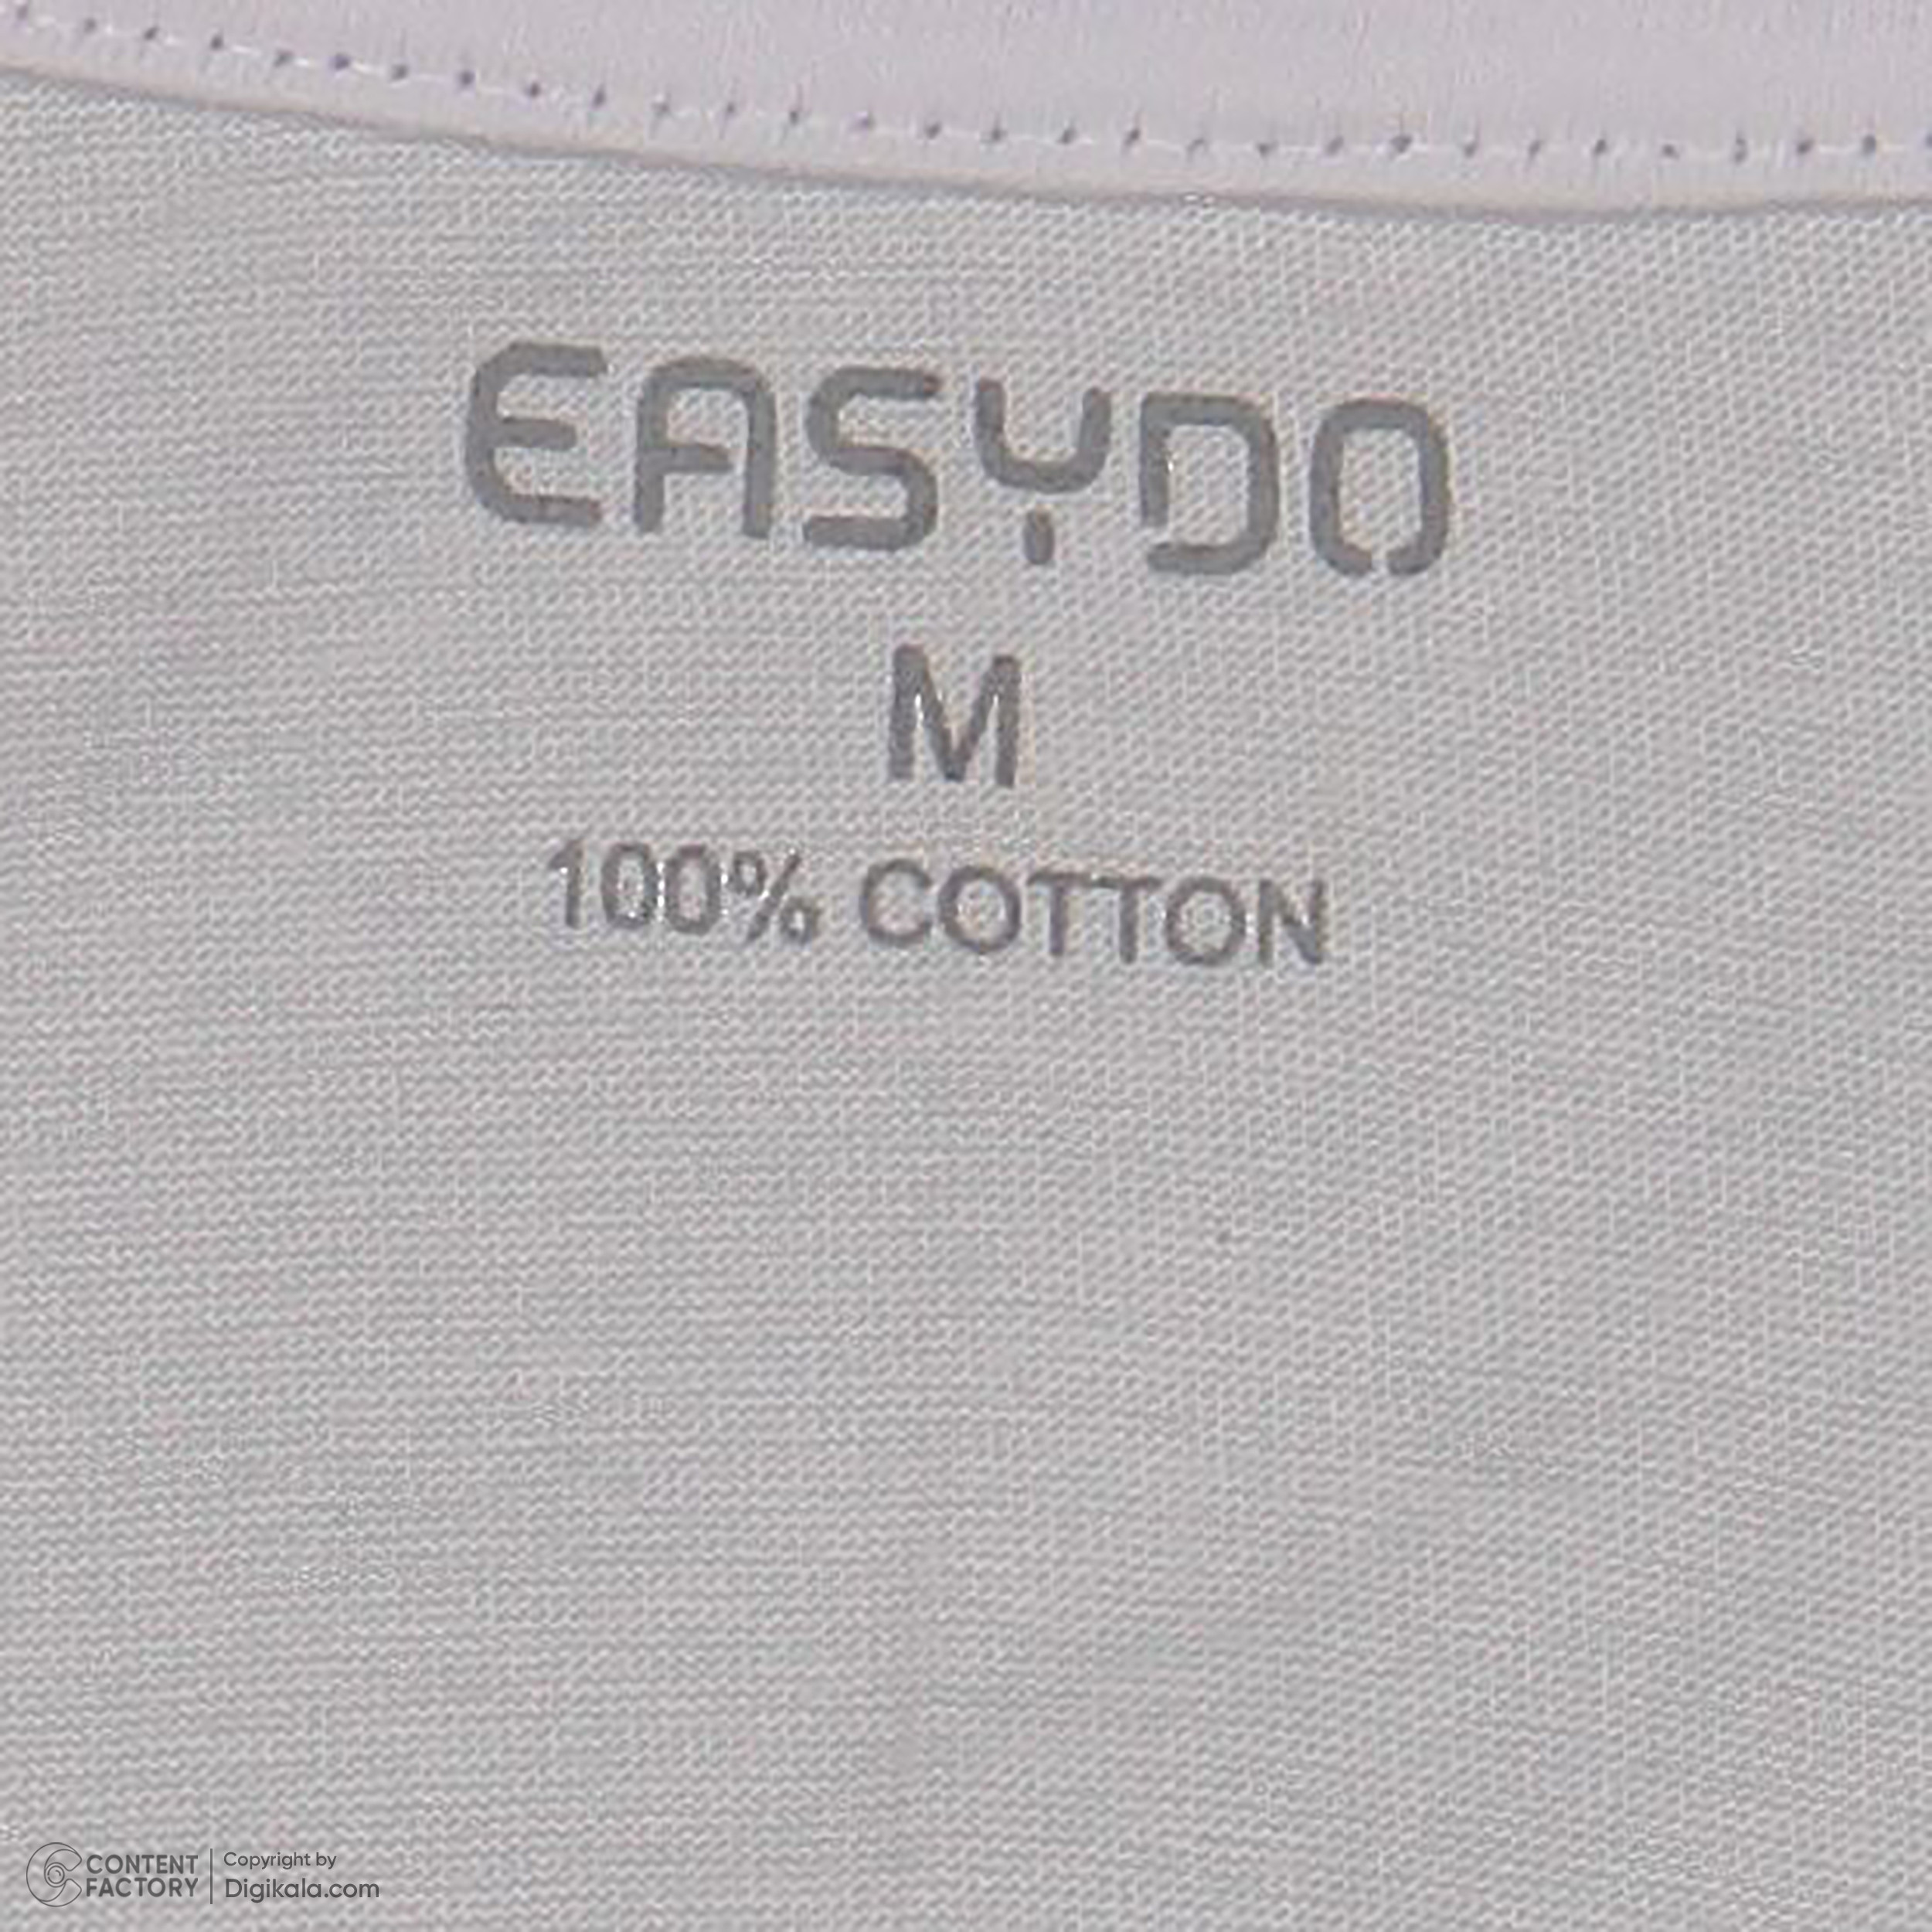 EASYDO
M
100% COTTON
CONTENT FACTORY
Copyright by
Digikala.com